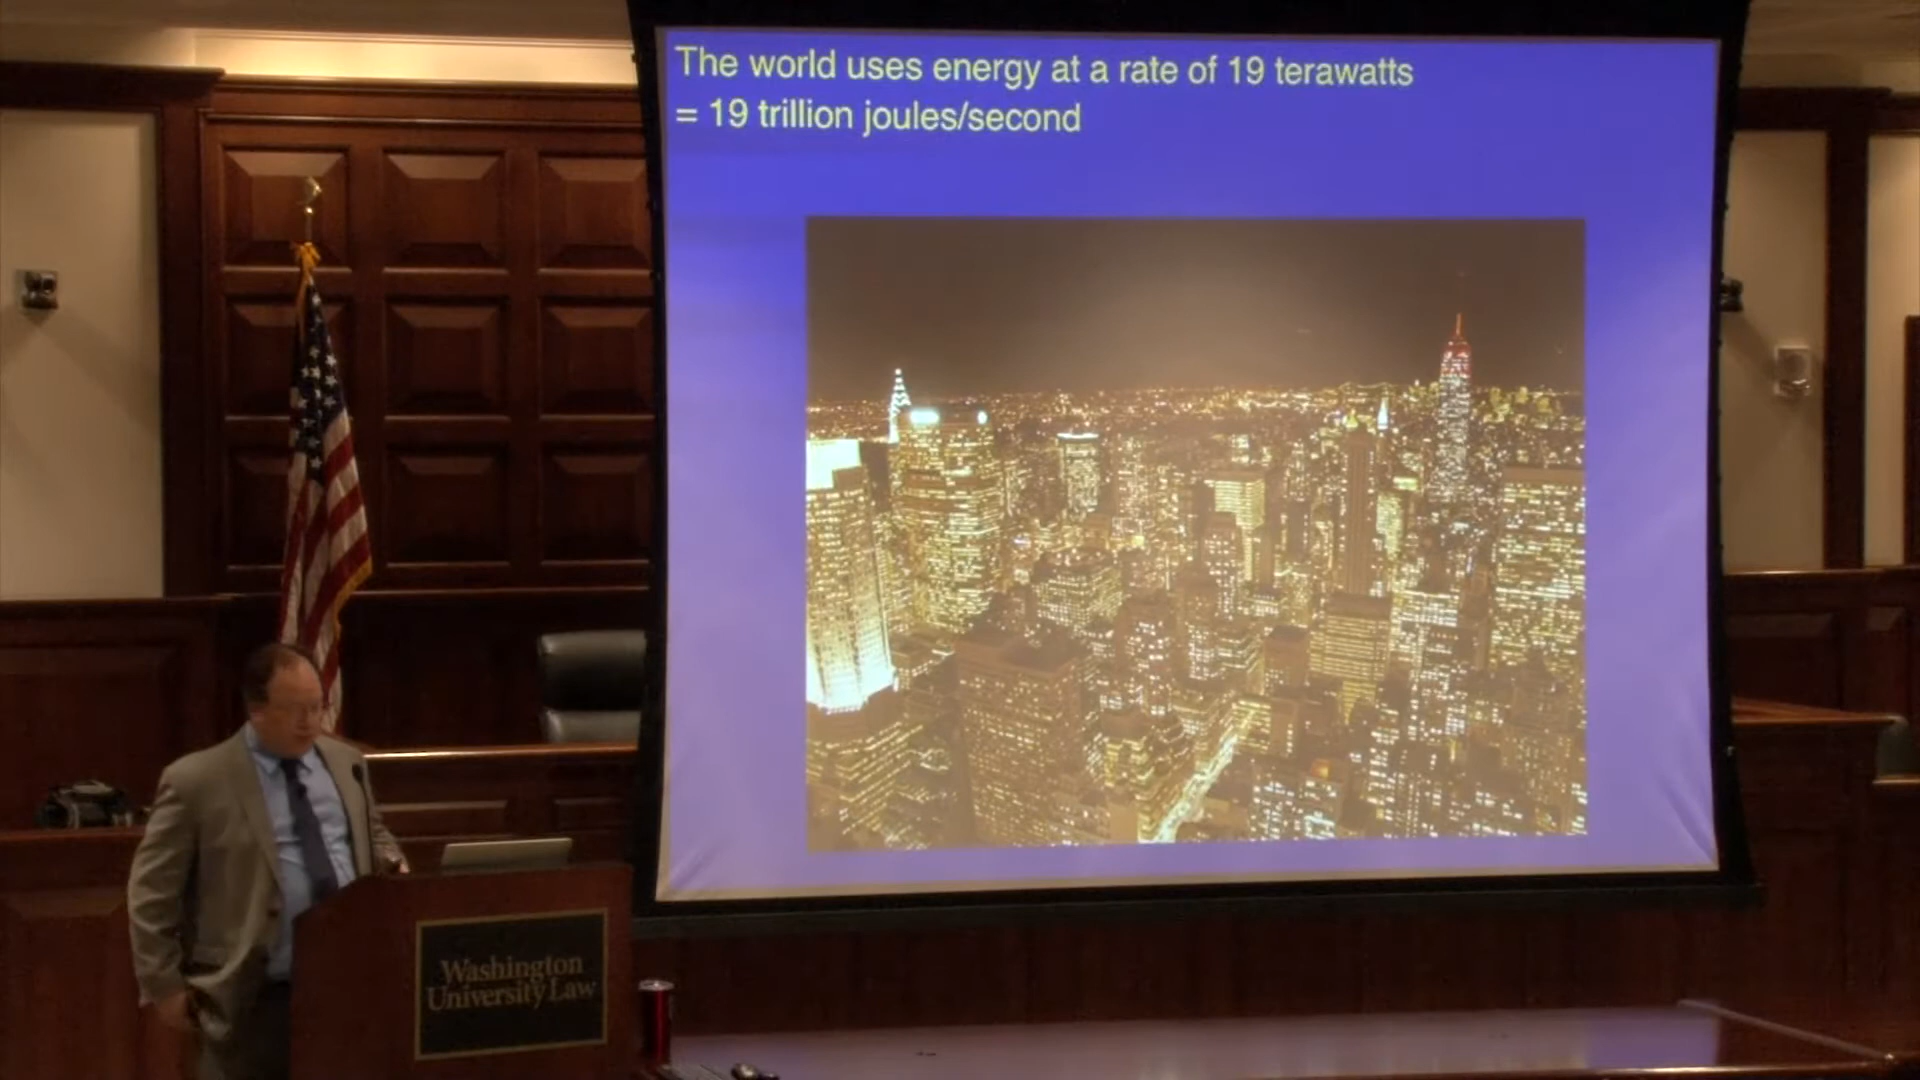 The world uses energy at a rate of 19 terawatts
= 19 trillion joules/second
Washington
University Law